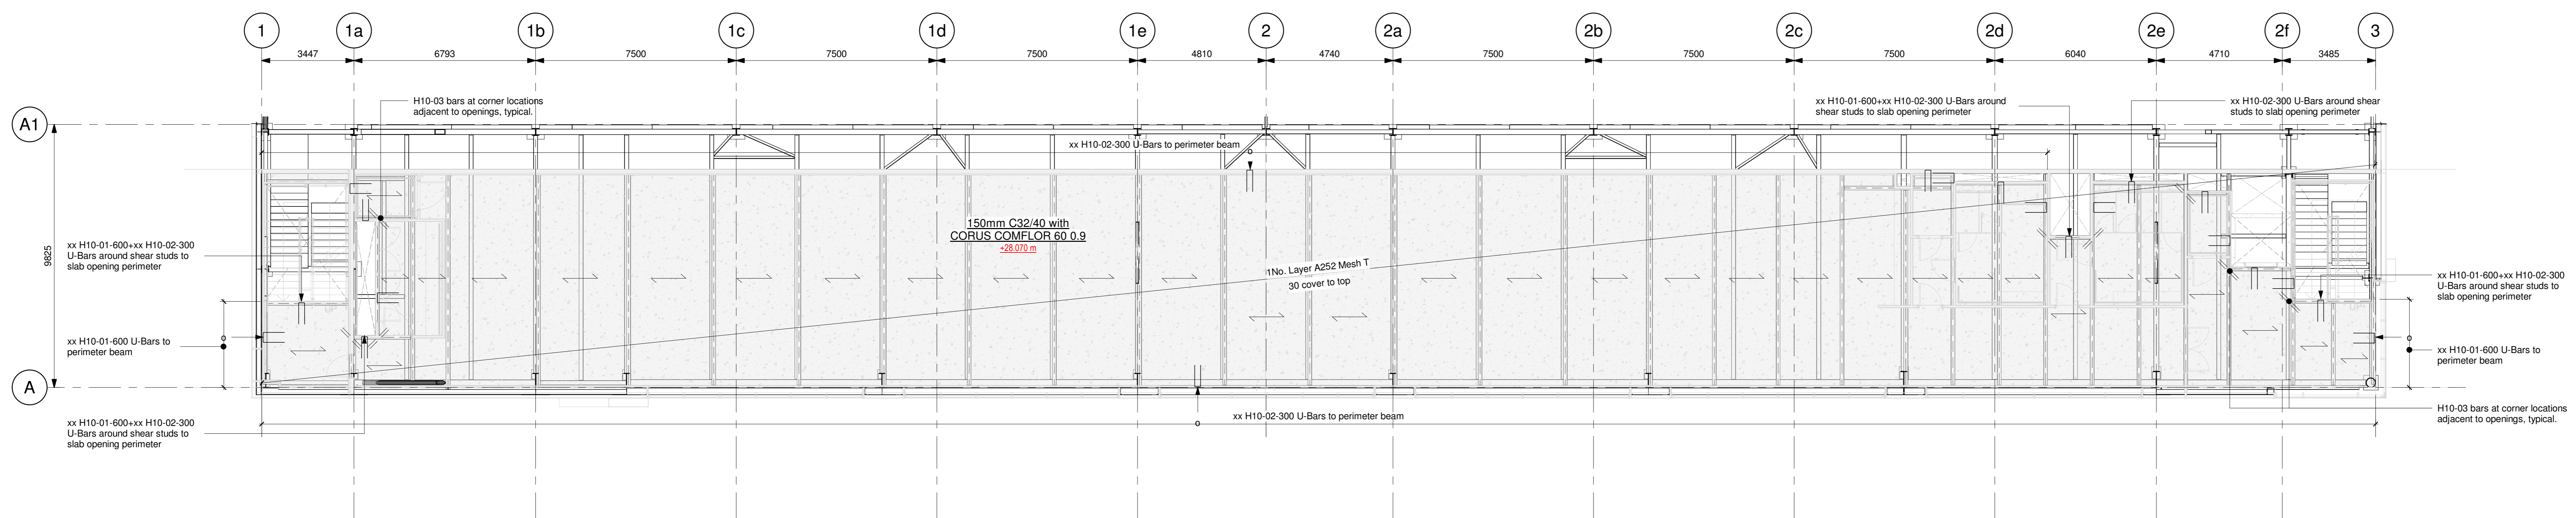 1 1a 1b 1c 1d 1e 2 2a 2b 2c 2d 2e 2f 3
3447 6793 7500 7500 7500 4810 4740 7500 7500 7500 6040 4710 3485
A1
9825
A
H10-03 bars at corner locations
adjacent to openings, typical.
xx H10-01-600+xx H10-02-300 U-Bars around
shear studs to slab opening perimeter
xx H10-02-300 U-Bars around shear
studs to slab opening perimeter
xx H10-02-300 U-Bars to perimeter beam
150mm C32/40 with
CORUS COMFLOR 60 0.9
+28.070 m
1No. Layer A252 Mesh T
30 cover to top
xx H10-01-600+xx H10-02-300
U-Bars around shear studs to
slab opening perimeter
xx H10-01-600 U-Bars to
perimeter beam
xx H10-01-600+xx H10-02-300
U-Bars around shear studs to
slab opening perimeter
xx H10-01-600+xx H10-02-300
U-Bars around shear studs to
slab opening perimeter
xx H10-01-600 U-Bars to
perimeter beam
H10-03 bars at corner locations
adjacent to openings, typical.
xx H10-02-300 U-Bars to perimeter beam